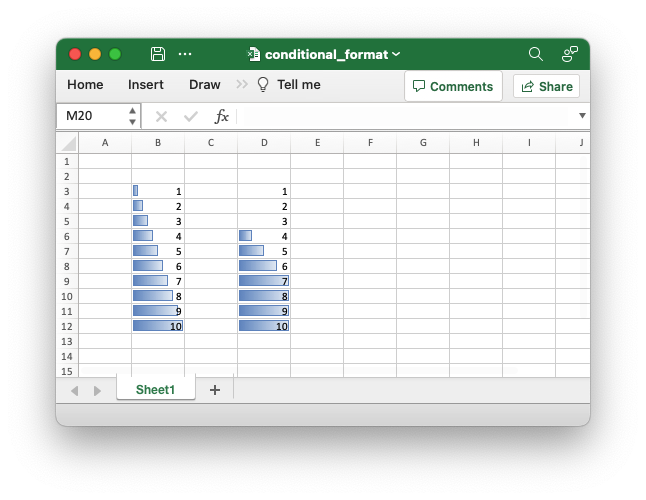 conditional_format
Home Insert Draw Tell me Comments Share
M20 fx
A B C D E F G H I J
1
2
3 1 1
4 2 2
5 3 3
6 4 4
7 5 5
8 6 6
9 7 7
10 8 8
11 9 9
12 10 10
13
14
15
Sheet1 +